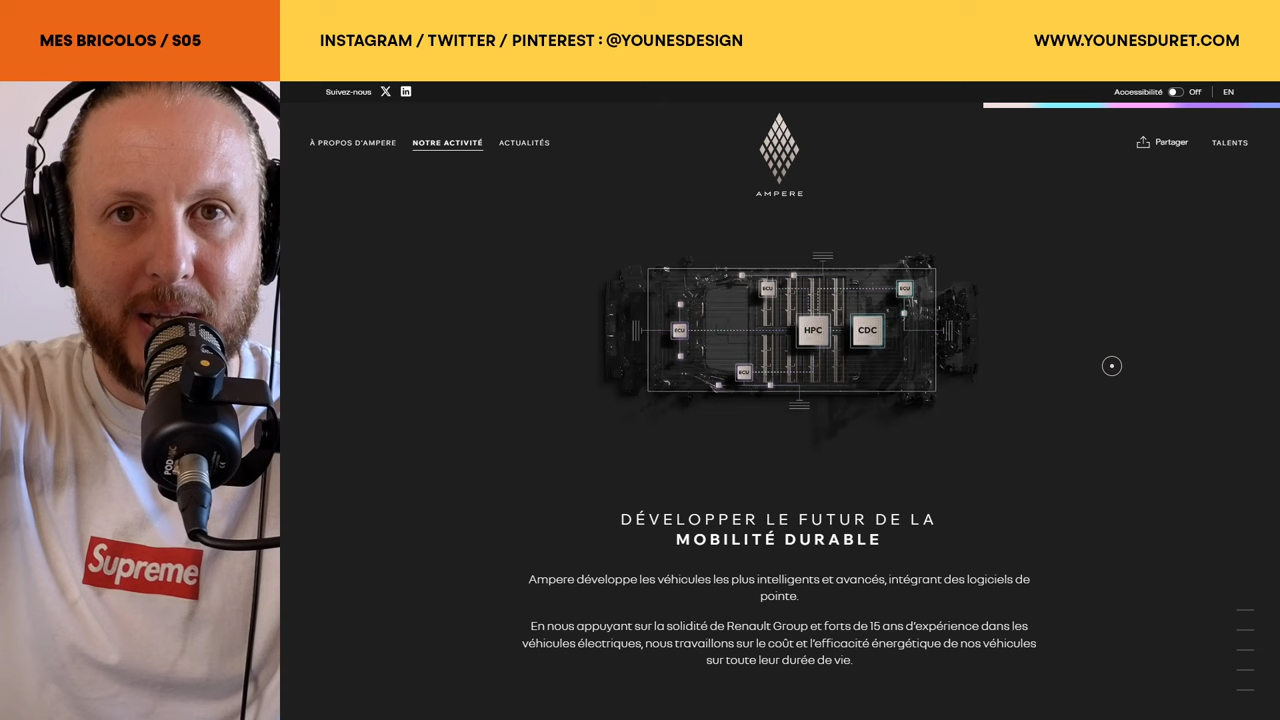 MES BRICOLOS / S05
INSTAGRAM / TWITTER / PINTEREST : @YOUNESDESIGN
WWW.YOUNESDURET.COM
Suivez-nous
Accessibilité Off EN
À PROPOS D'AMPERE
NOTRE ACTIVITÉ
ACTUALITÉS
AMPERE
Partager
TALENTS
ECU
ECU
ECU
HPC
CDC
ECU
DÉVELOPPER LE FUTUR DE LA
MOBILITÉ DURABLE
Ampere développe les véhicules les plus intelligents et avancés, intégrant des logiciels de
pointe.
En nous appuyant sur la solidité de Renault Group et forts de 15 ans d'expérience dans les
véhicules électriques, nous travaillons sur le coût et l'efficacité énergétique de nos véhicules
sur toute leur durée de vie.
Supreme